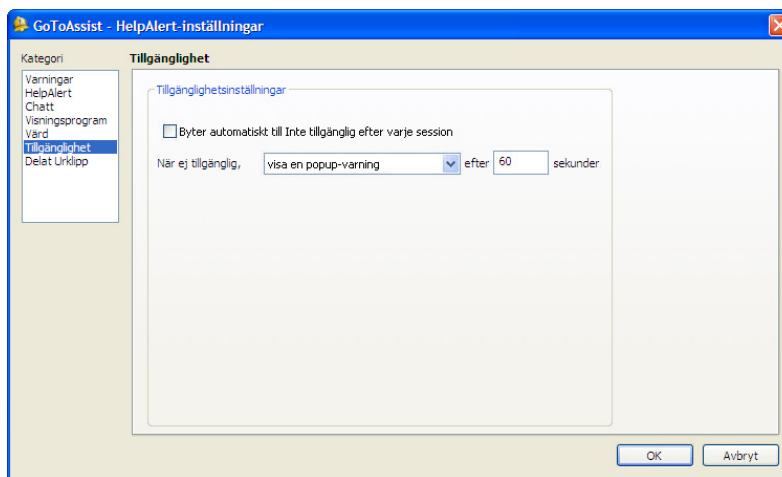 GoToAssist - HelpAlert-inställningar
Kategori
Varningar
HelpAlert
Chatt
Visningsprogram
Värd
Tillgänglighet
Delat Urklipp
Tillgänglighet
Tillgänglighetsinställningar
Byter automatiskt till Inte tillgänglig efter varje session
När ej tillgänglig, visa en popup-varning efter 60 sekunder
OK Avbryt